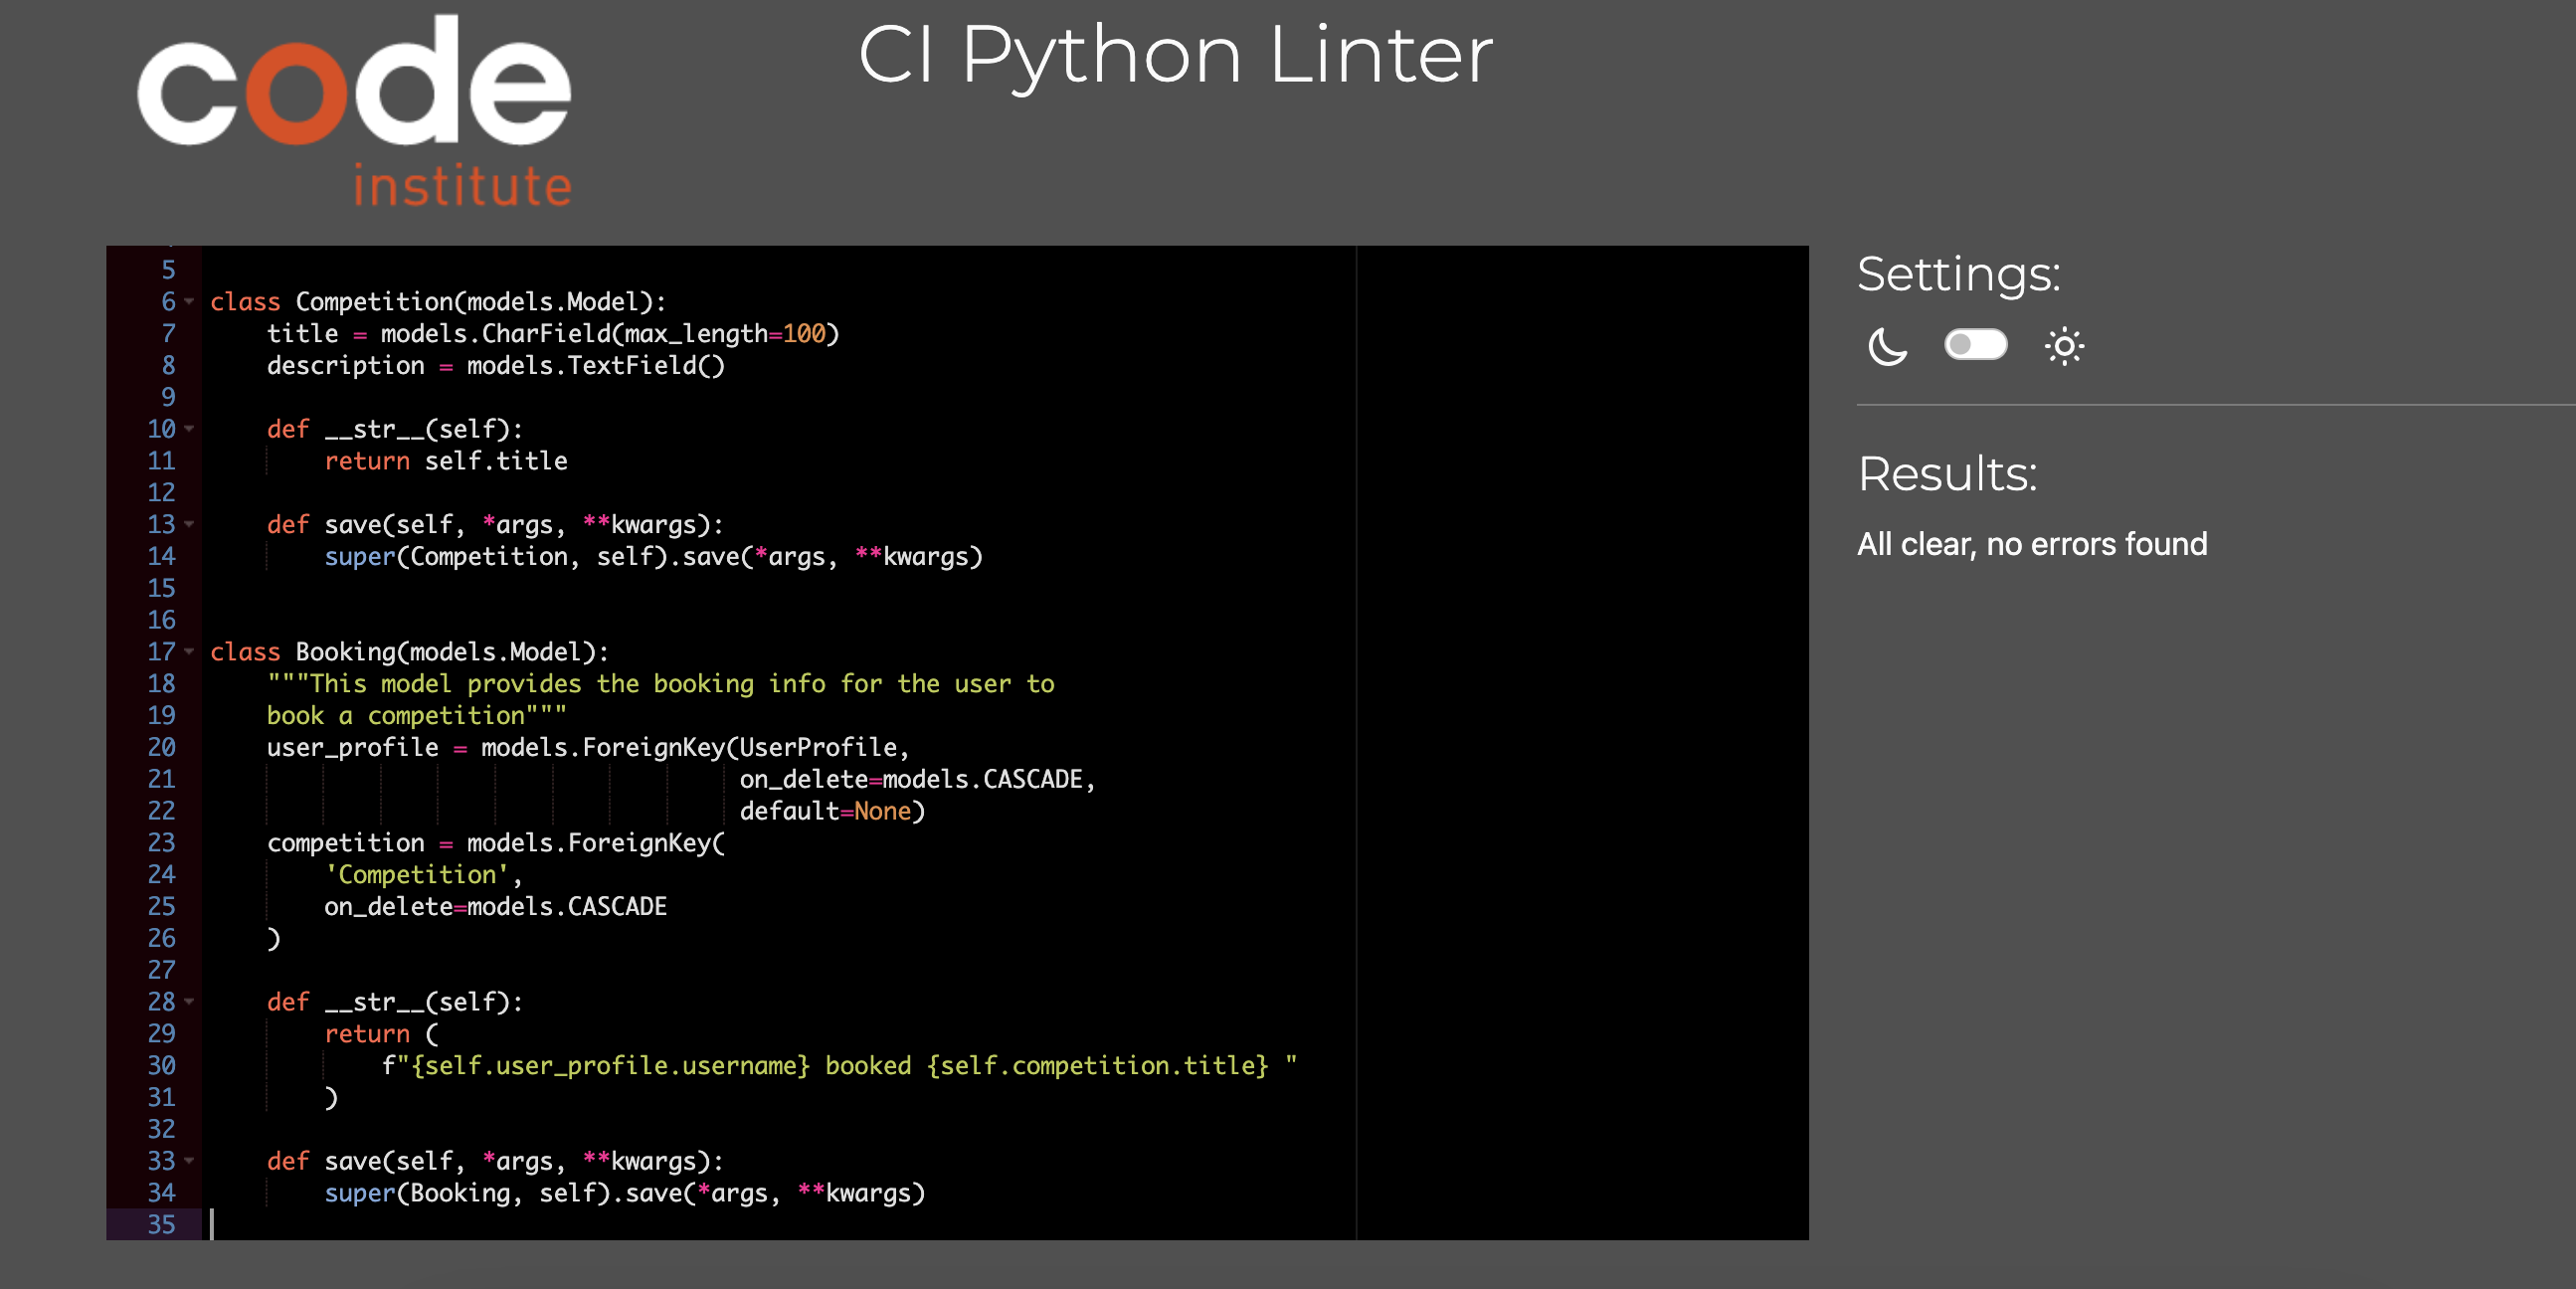 code
institute
CI Python Linter
5
6 class Competition(models.Model):
7     title = models.CharField(max_length=100)
8     description = models.TextField()
9
10     def __str__(self):
11         return self.title
12
13     def save(self, *args, **kwargs):
14         super(Competition, self).save(*args, **kwargs)
15
16
17 class Booking(models.Model):
18     """This model provides the booking info for the user to
19     book a competition"""
20     user_profile = models.ForeignKey(UserProfile,
21                                      on_delete=models.CASCADE,
22                                      default=None)
23     competition = models.ForeignKey(
24         'Competition',
25         on_delete=models.CASCADE
26     )
27
28     def __str__(self):
29         return (
30             f"{self.user_profile.username} booked {self.competition.title} "
31         )
32
33     def save(self, *args, **kwargs):
34         super(Booking, self).save(*args, **kwargs)
35
Settings:
Results:
All clear, no errors found